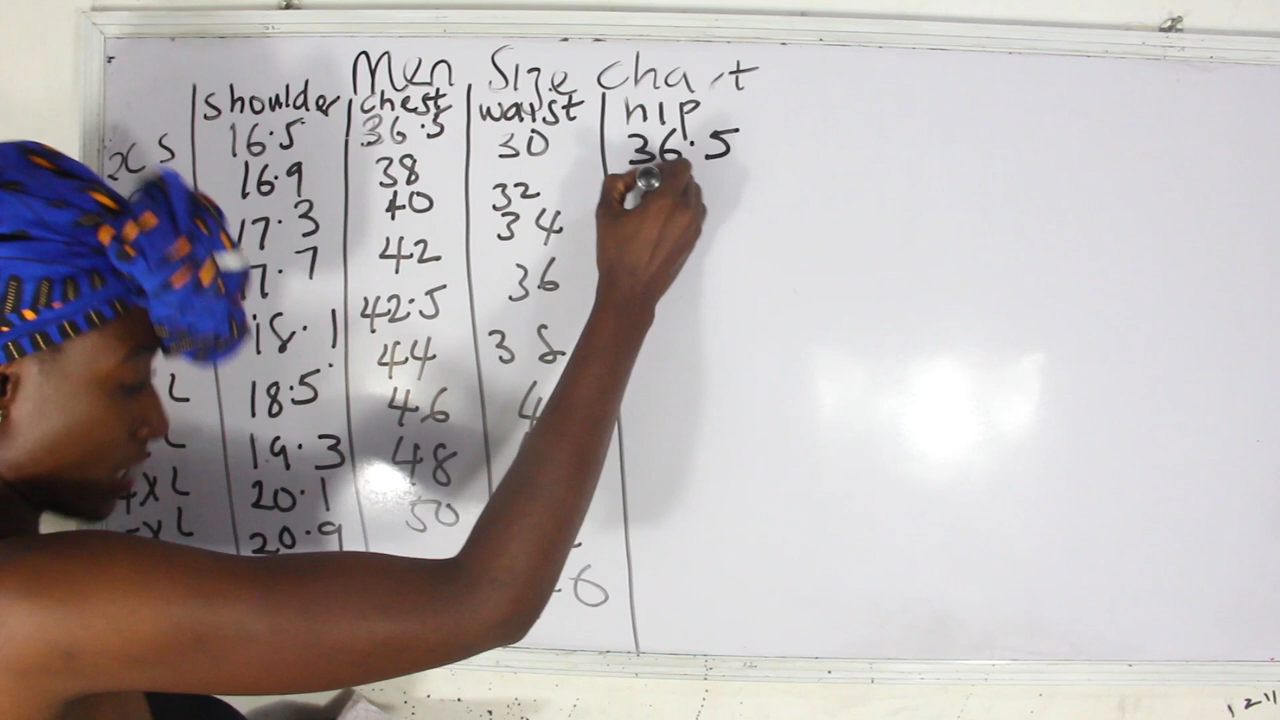 Men Size Chart
Shoulder chest waist hip
XS 16.5 36.5 30 36.5
16.9 38 32
17.3 40 34
17.7 42 36
18.1 42.5 38
L 18.5 44 4
L 19.3 46
4XL 20.1 48
5XL 20.9 50
6